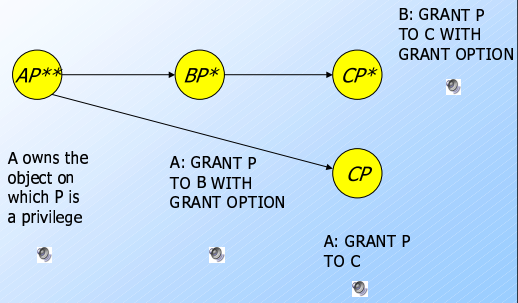 B: GRANT P
TO C WITH
GRANT OPTION
AP**
BP*
CP*
A owns the
object on
which P is
a privilege
A: GRANT P
TO B WITH
GRANT OPTION
CP
A: GRANT P
TO C